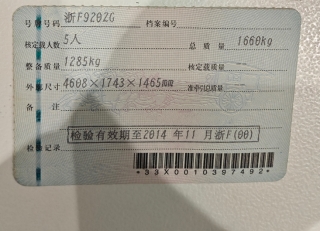 号牌号码 浙F920ZG 档案编号
核定载人数 5人 总质量 1660kg
整备质量 1285kg 核定载质量
外廓尺寸 4608×1743×1465 准牵引总质量
备注
检验有效期至2014 年11 月浙F(00)
检验记录
*33X0010397492*